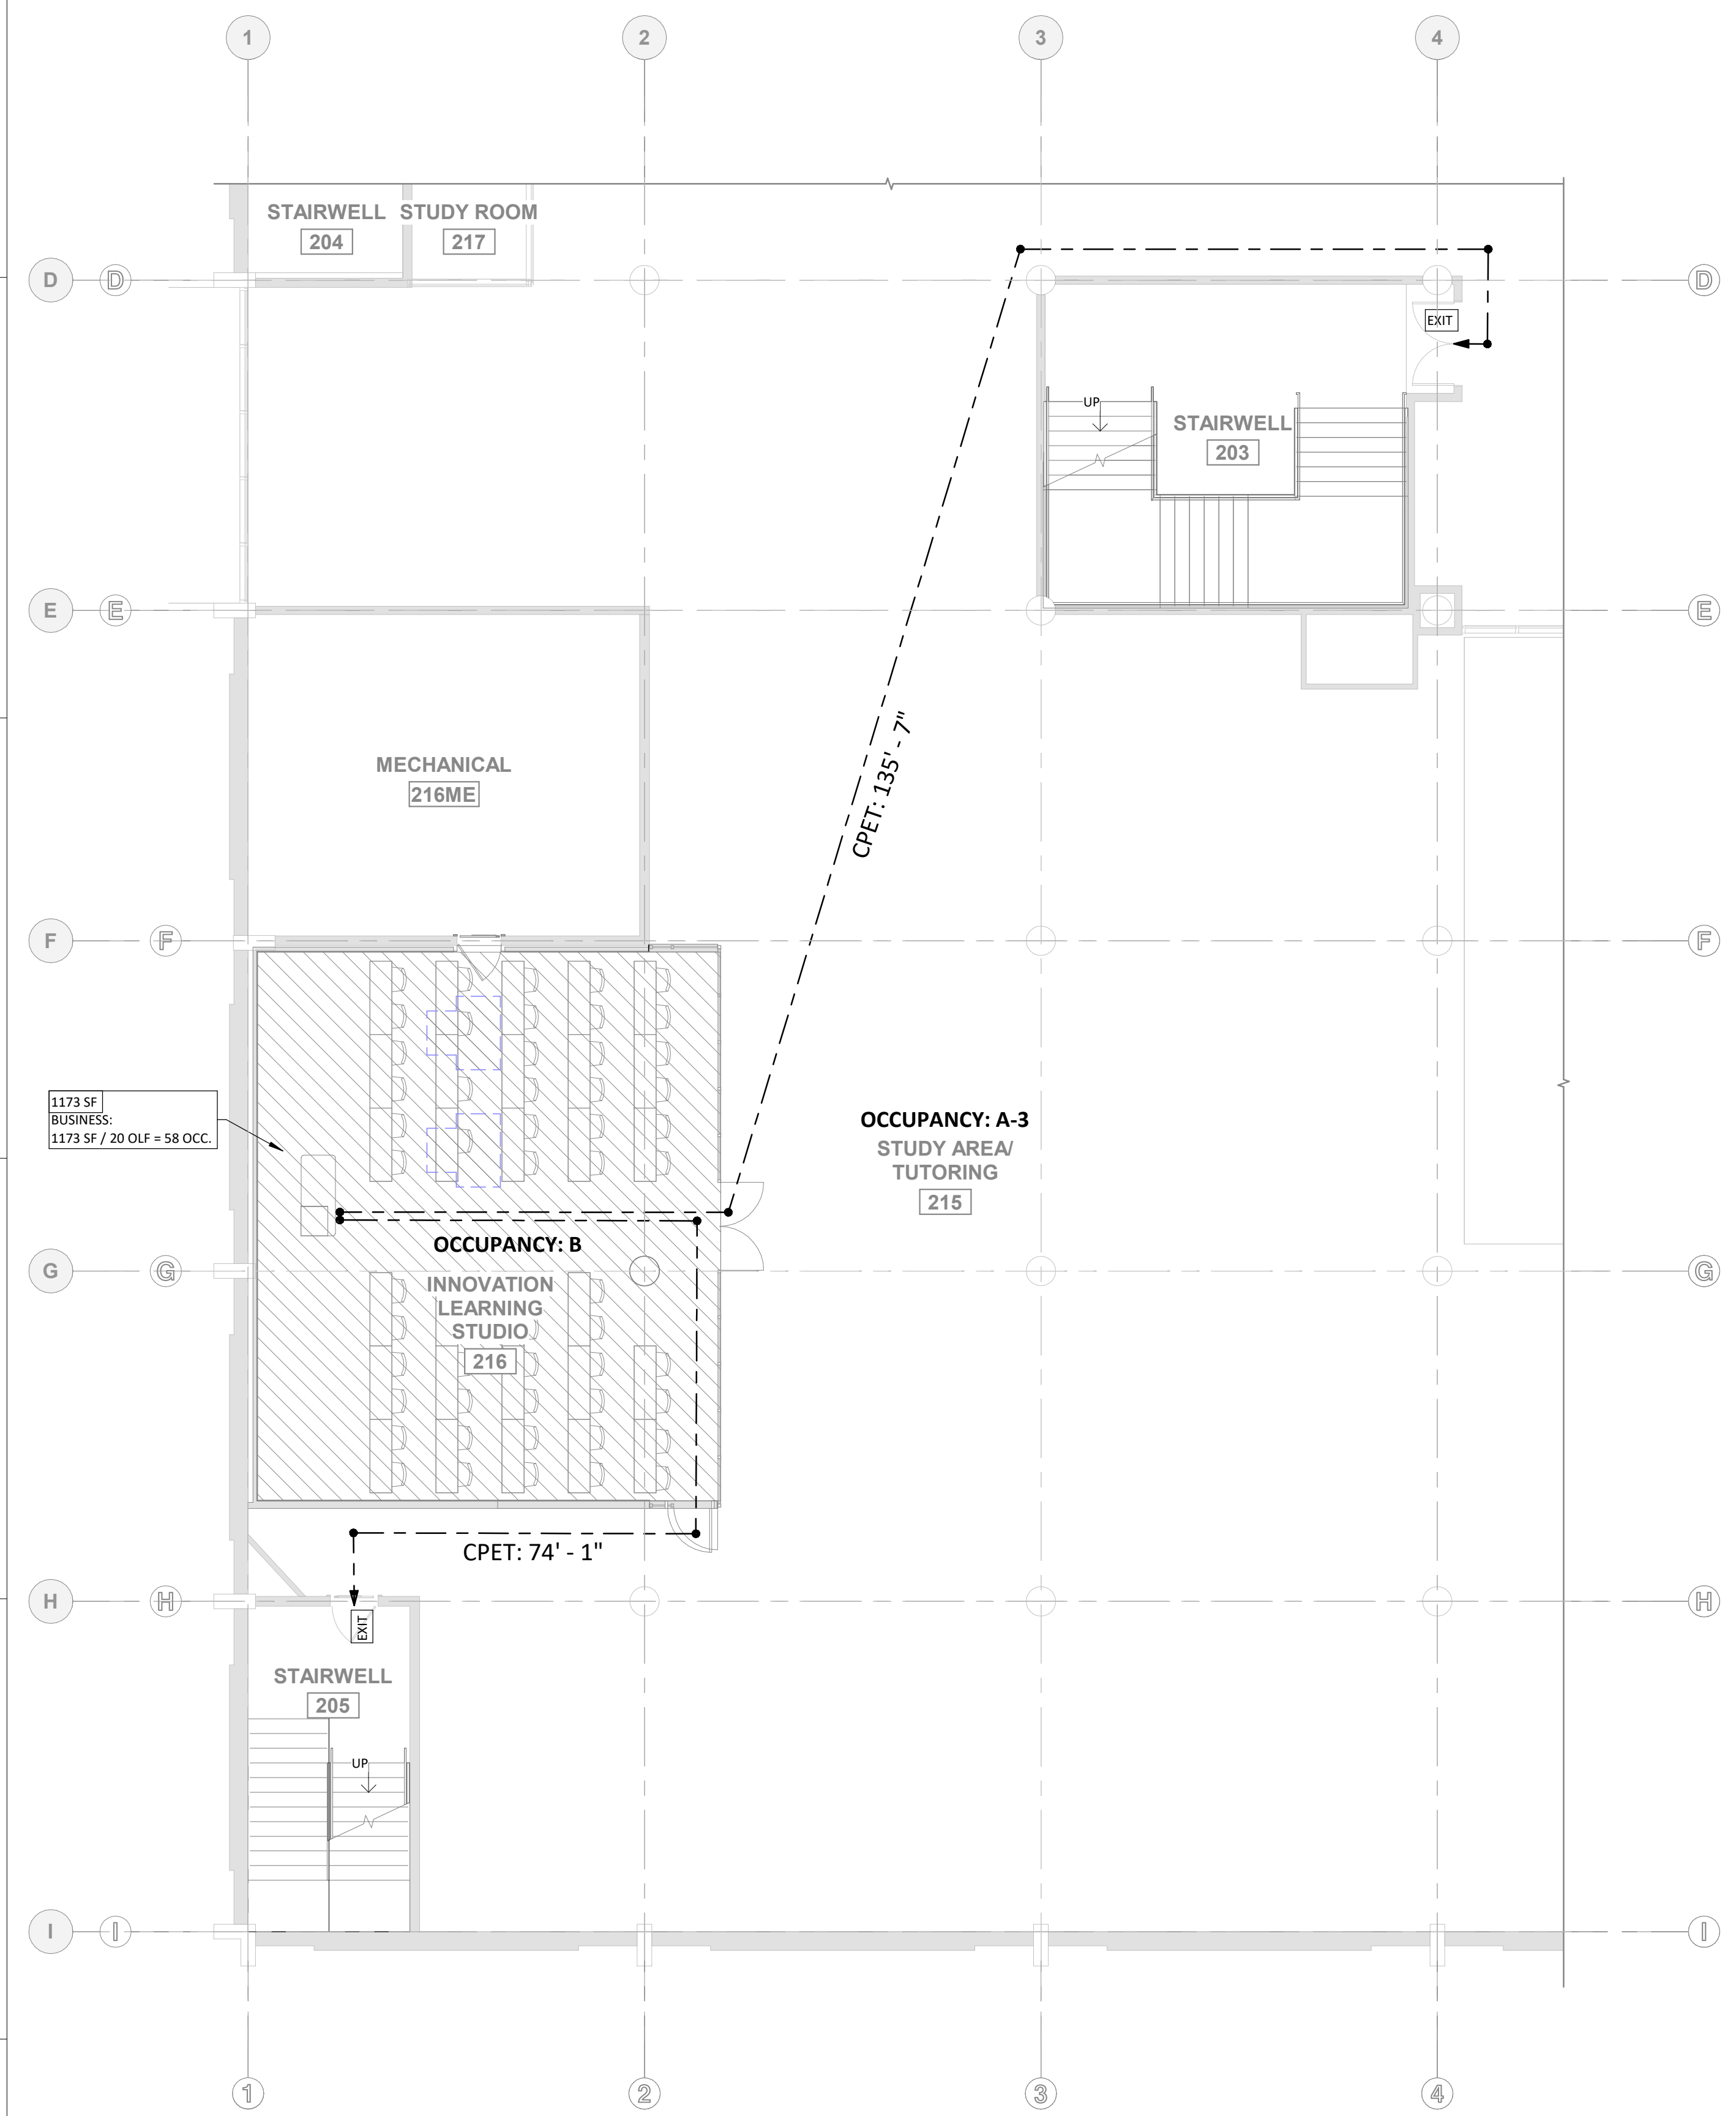 1
2
3
4
STAIRWELL
204
STUDY ROOM
217
D
D
D
EXIT
UP
STAIRWELL
203
E
E
E
CPET: 135' - 7"
MECHANICAL
216ME
F
F
F
1173 SF
BUSINESS:
1173 SF / 20 OLF = 58 OCC.
OCCUPANCY: A-3
STUDY AREA/
TUTORING
215
OCCUPANCY: B
G
G
G
INNOVATION
LEARNING
STUDIO
216
CPET: 74' - 1"
H
H
H
EXIT
STAIRWELL
205
UP
I
I
I
1
2
3
4